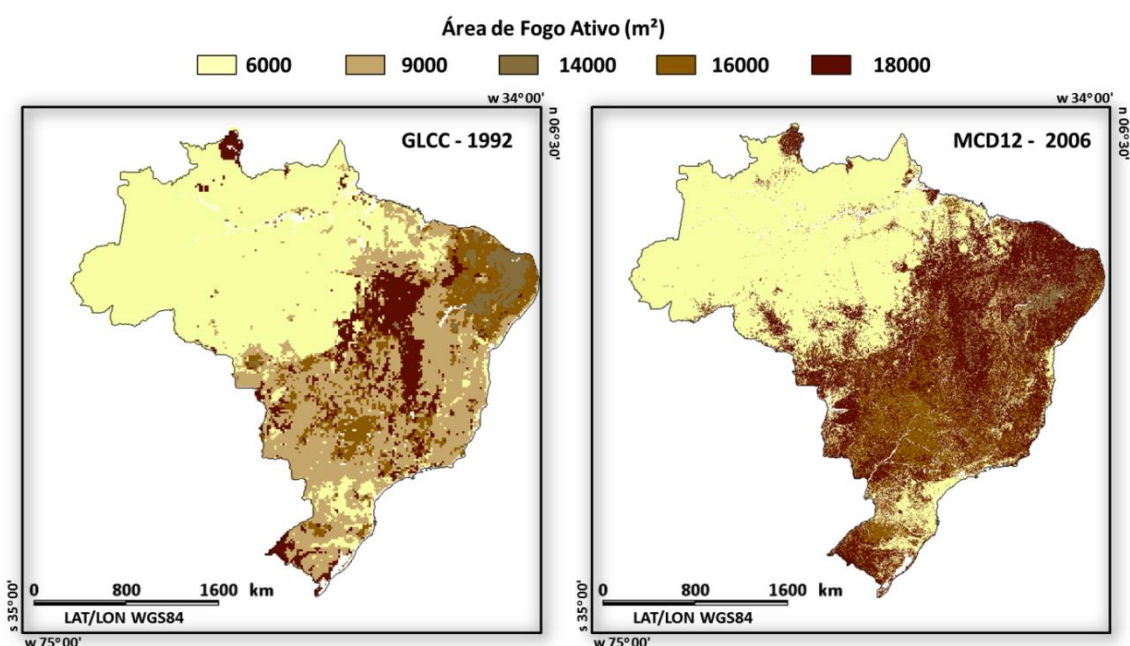 Área de Fogo Ativo (m²)
6000 9000 14000 16000 18000
w 34°00' w 34°00'
n 06°30' n 06°30'
GLCC - 1992 MCD12 - 2006
0 800 1600 km 0 800 1600 km
LAT/LON WGS84 LAT/LON WGS84
s 35°00' s 35°00'
w 75°00' w 75°00'